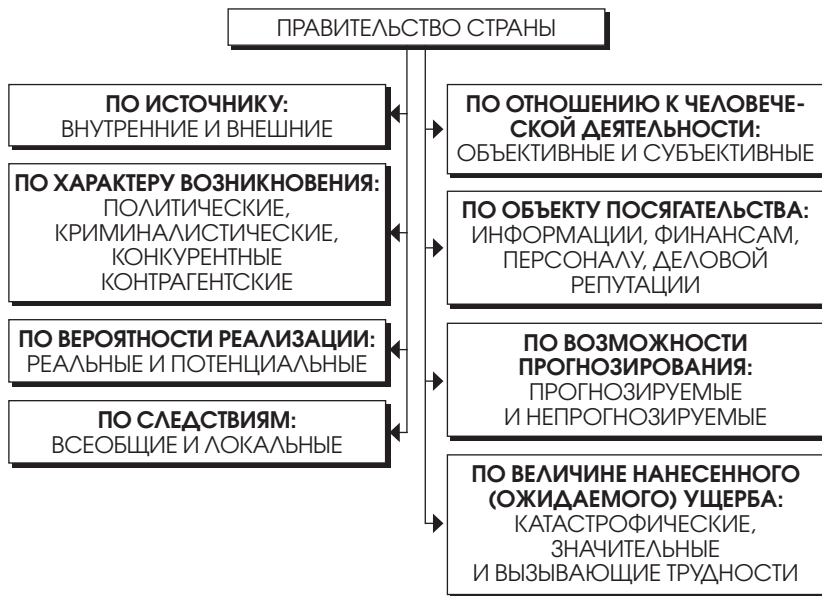 ПРАВИТЕЛЬСТВО СТРАНЫ
ПО ИСТОЧНИКУ:
ВНУТРЕННИЕ И ВНЕШНИЕ
ПО ХАРАКТЕРУ ВОЗНИКНОВЕНИЯ:
ПОЛИТИЧЕСКИЕ,
КРИМИНАЛИСТИЧЕСКИЕ,
КОНКУРЕНТНЫЕ
КОНТРАГЕНТСКИЕ
ПО ВЕРОЯТНОСТИ РЕАЛИЗАЦИИ:
РЕАЛЬНЫЕ И ПОТЕНЦИАЛЬНЫЕ
ПО СЛЕДСТВИЯМ:
ВСЕОБЩИЕ И ЛОКАЛЬНЫЕ
ПО ОТНОШЕНИЮ К ЧЕЛОВЕЧЕ-
СКОЙ ДЕЯТЕЛЬНОСТИ:
ОБЪЕКТИВНЫЕ И СУБЪЕКТИВНЫЕ
ПО ОБЪЕКТУ ПОСЯГАТЕЛЬСТВА:
ИНФОРМАЦИИ, ФИНАНСАМ,
ПЕРСОНАЛУ, ДЕЛОВОЙ
РЕПУТАЦИИ
ПО ВОЗМОЖНОСТИ
ПРОГНОЗИРОВАНИЯ:
ПРОГНОЗИРУЕМЫЕ
И НЕПРОГНОЗИРУЕМЫЕ
ПО ВЕЛИЧИНЕ НАНЕСЕННОГО
(ОЖИДАЕМОГО) УЩЕРБА:
КАТАСТРОФИЧЕСКИЕ,
ЗНАЧИТЕЛЬНЫЕ
И ВЫЗЫВАЮЩИЕ ТРУДНОСТИ